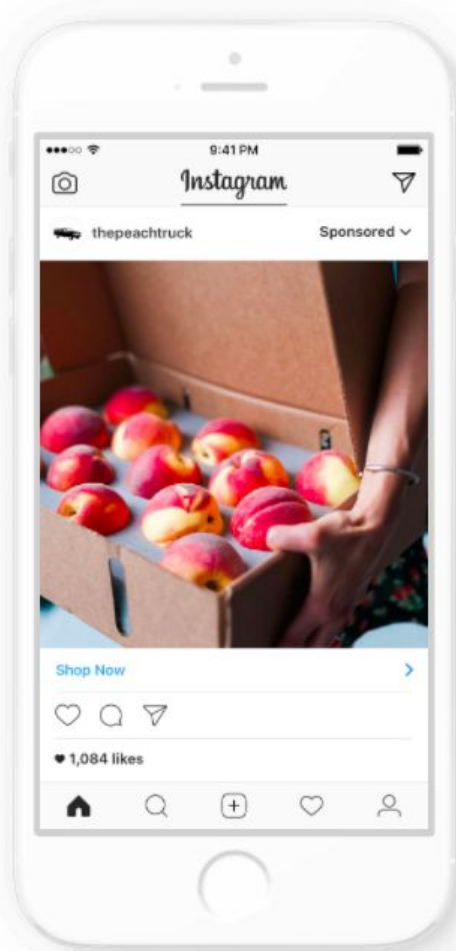 9:41 PM
Instagram
thepeachtruck Sponsored
Shop Now
1,084 likes